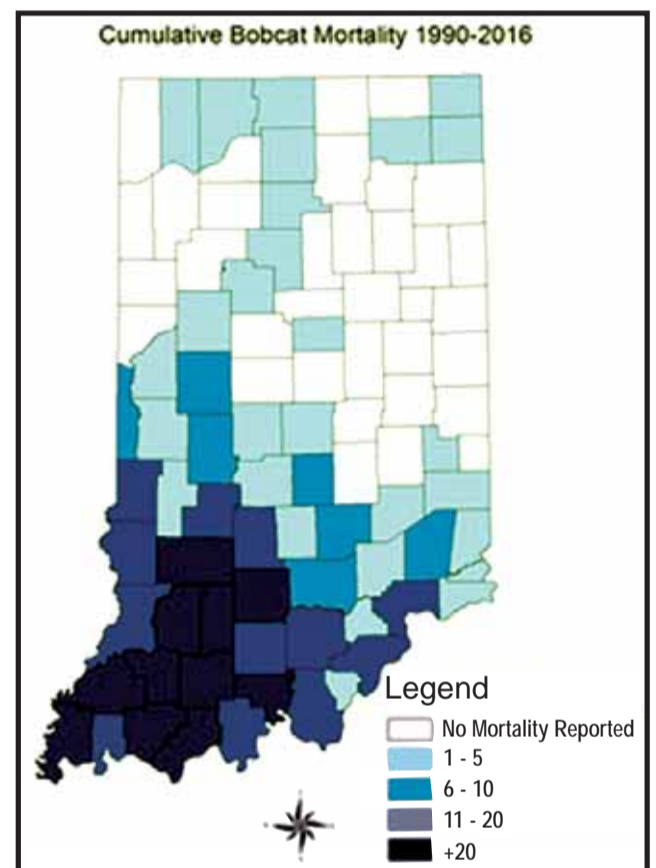 Cumulative Bobcat Mortality 1990-2016
Legend
No Mortality Reported
1 - 5
6 - 10
11 - 20
+20